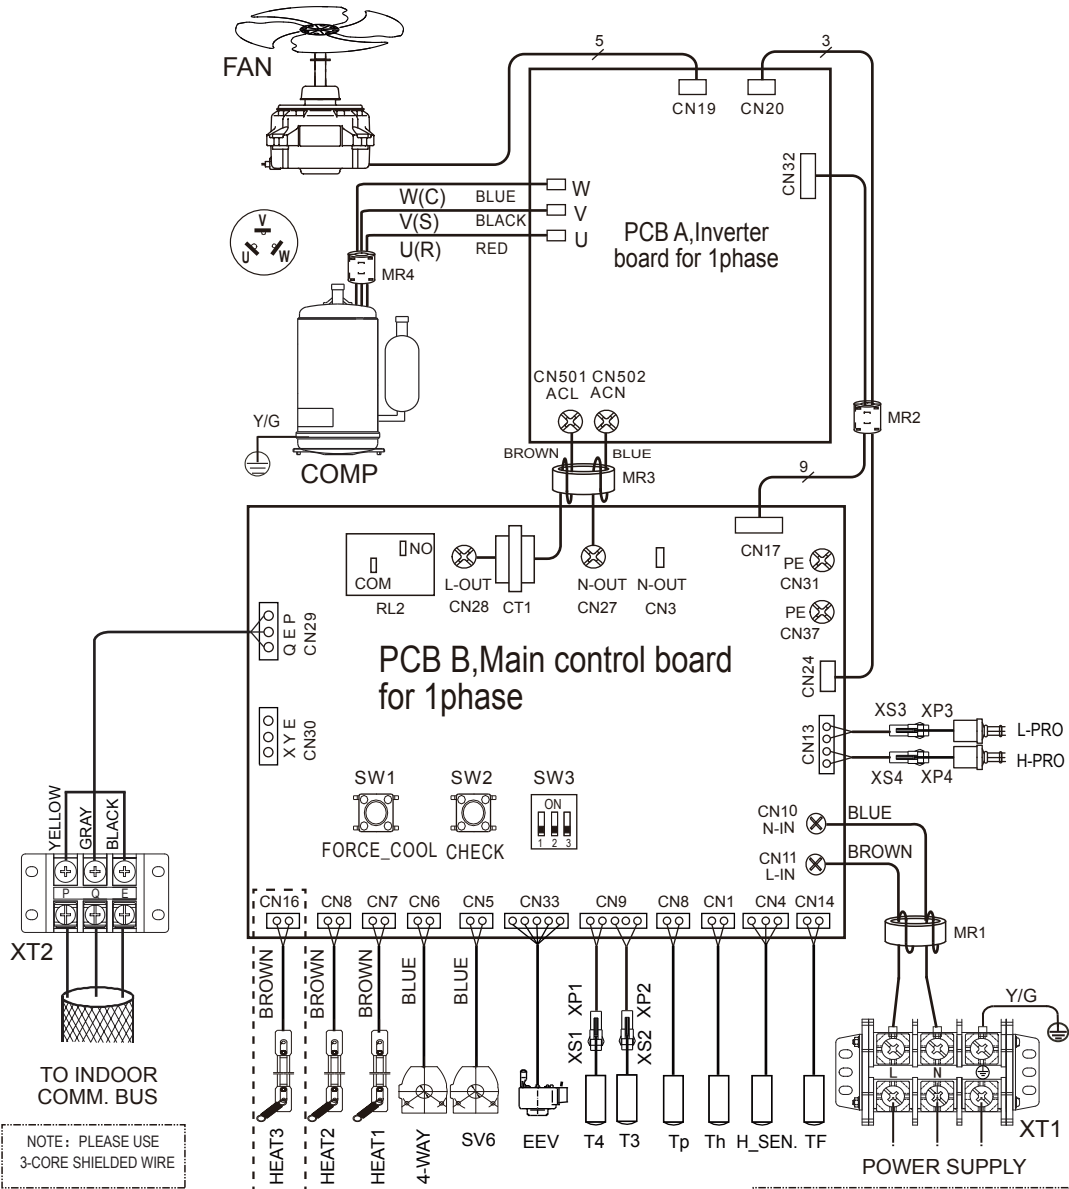 FAN
5
3
CN19
CN20
CN32
W(C)
BLUE
W
V(S)
BLACK
V
U(R)
RED
U
PCB A,Inverter
board for 1phase
V
U
W
MR4
CN501
CN502
ACL
ACN
Y/G
COMP
BROWN
BLUE
MR3
MR2
9
CN17
NO
COM
RL2
L-OUT
CN28
CT1
N-OUT
CN27
N-OUT
CN3
PE
CN31
PE
CN37
Q E P
CN29
PCB B,Main control board
for 1phase
CN24
X Y E
CN30
CN13
XS3
XP3
L-PRO
H-PRO
XS4
XP4
SW1
SW2
SW3
ON
1 2 3
FORCE_COOL
CHECK
CN10
N-IN
BLUE
CN11
L-IN
BROWN
YELLOW
GRAY
BLACK
P
Q
E
XT2
CN16
CN8
CN7
CN6
CN5
CN33
CN9
CN8
CN1
CN4
CN14
MR1
BROWN
BROWN
BROWN
BLUE
BLUE
XP1
XS1
XP2
XS2
Y/G
L
N
XT1
TO INDOOR
COMM. BUS
HEAT3
HEAT2
HEAT1
4-WAY
SV6
EEV
T4
T3
Tp
Th
H_SEN.
TF
POWER SUPPLY
NOTE: PLEASE USE
3-CORE SHIELDED WIRE